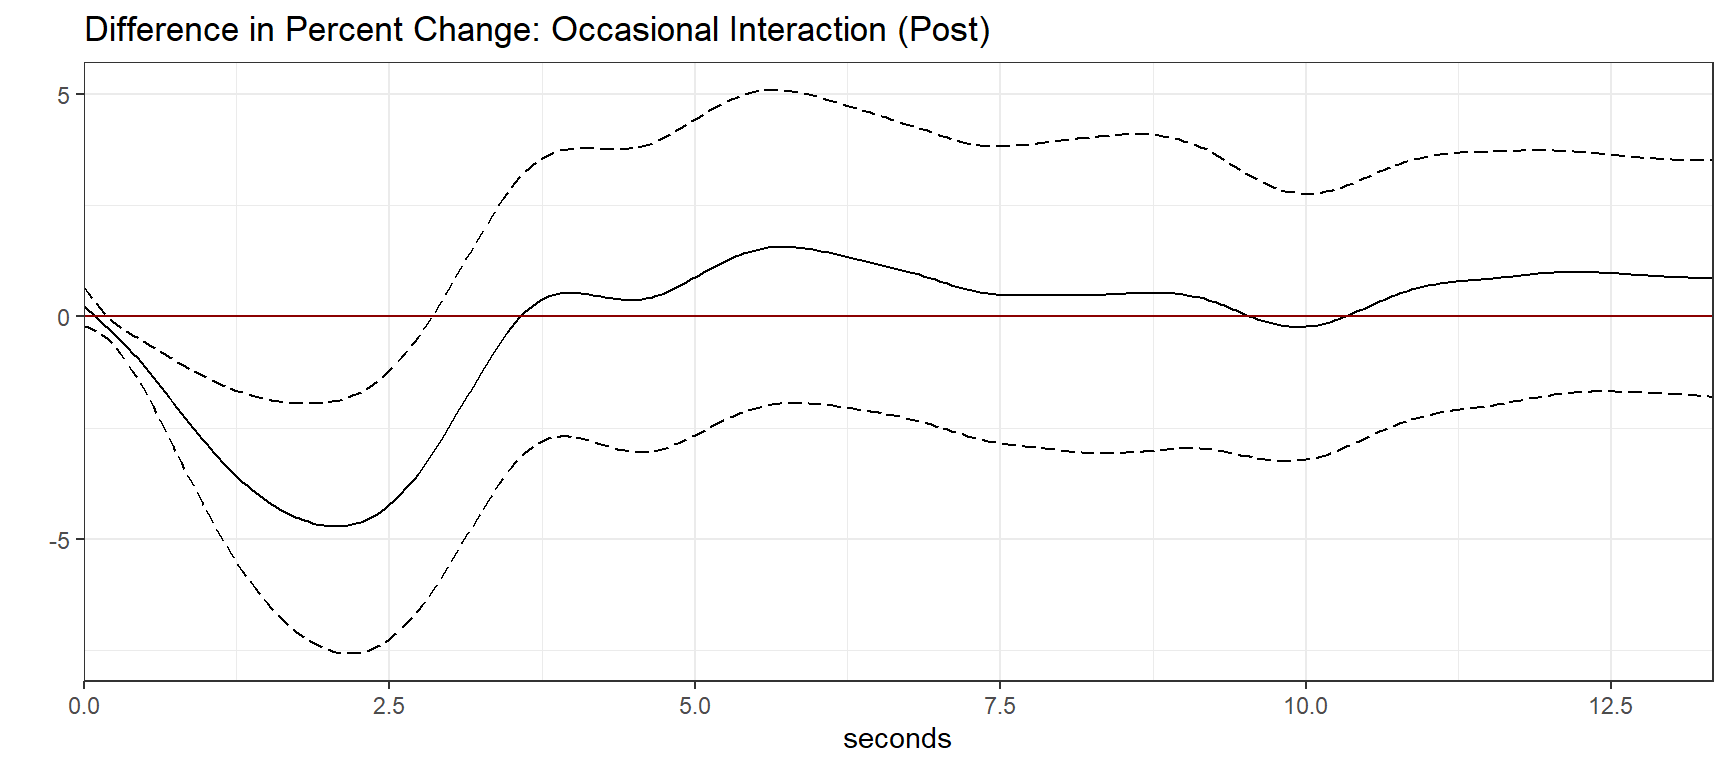 Difference in Percent Change: Occasional Interaction (Post)
5
0
-5
0.0 2.5 5.0 7.5 10.0 12.5
seconds